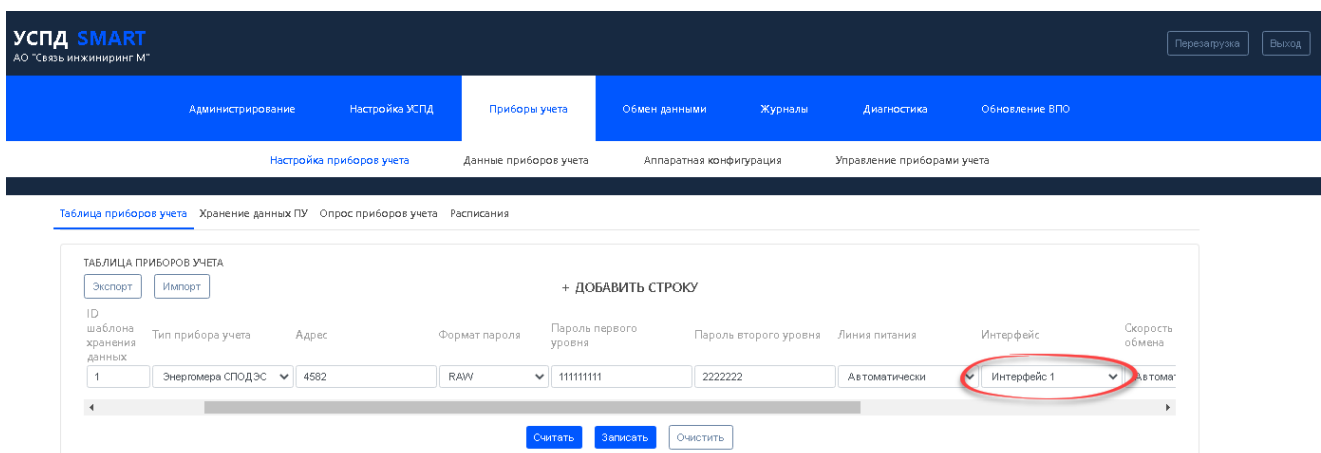 УСПД SMART
АО "Связь инжиниринг М"
Перезагрузка
Выход
Администрирование
Настройка УСПД
Приборы учета
Обмен данными
Журналы
Диагностика
Обновление ВПО
Настройка приборов учета
Данные приборов учета
Аппаратная конфигурация
Управление приборами учета
Таблица приборов учета
Хранение данных ПУ
Опрос приборов учета
Расписания
ТАБЛИЦА ПРИБОРОВ УЧЕТА
Экспорт
Импорт
+ ДОБАВИТЬ СТРОКУ
ID
шаблона
хранения
данных
Тип прибора учета
Адрес
Формат пароля
Пароль первого
уровня
Пароль второго уровня
Линия питания
Интерфейс
Скорость
обмена
1
Энергомера СПОДЭС
4582
RAW
111111111
2222222
Автоматически
Интерфейс 1
Автомат
Считать
Записать
Очистить